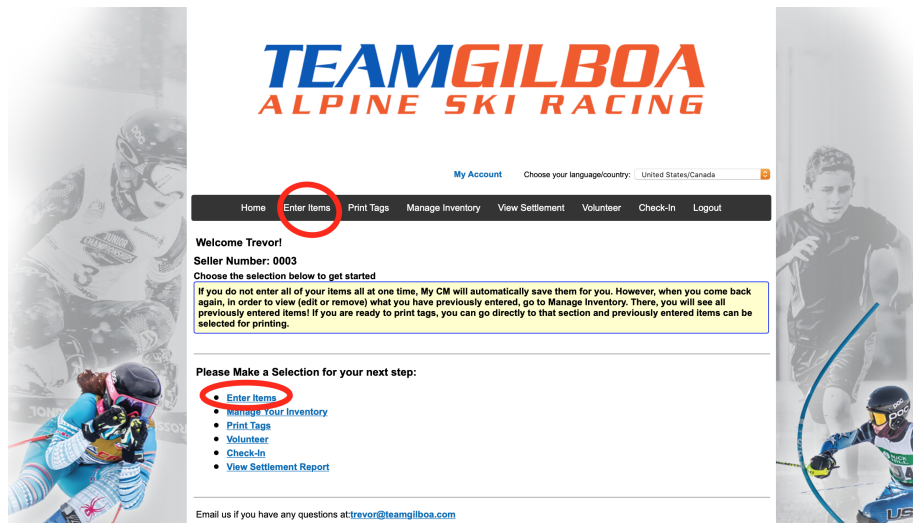 TEAMGILBOA
ALPINE SKI RACING
My Account Choose your language/country: United States/Canada
Home Enter Items Print Tags Manage Inventory View Settlement Volunteer Check-In Logout
Welcome Trevor!
Seller Number: 0003
Choose the selection below to get started
If you do not enter all of your items all at one time, My CM will automatically save them for you. However, when you come back
again, in order to view (edit or remove) what you have previously entered, go to Manage Inventory. There, you will see all
previously entered items! If you are ready to print tags, you can go directly to that section and previously entered items can be
selected for printing.
Please Make a Selection for your next step:
Enter Items
Manage Your Inventory
Print Tags
Volunteer
Check-In
View Settlement Report
Email us if you have any questions at:trevor@teamgilboa.com
poc
JUNIOR
CHAMPIONSHIPS
3
poc
US